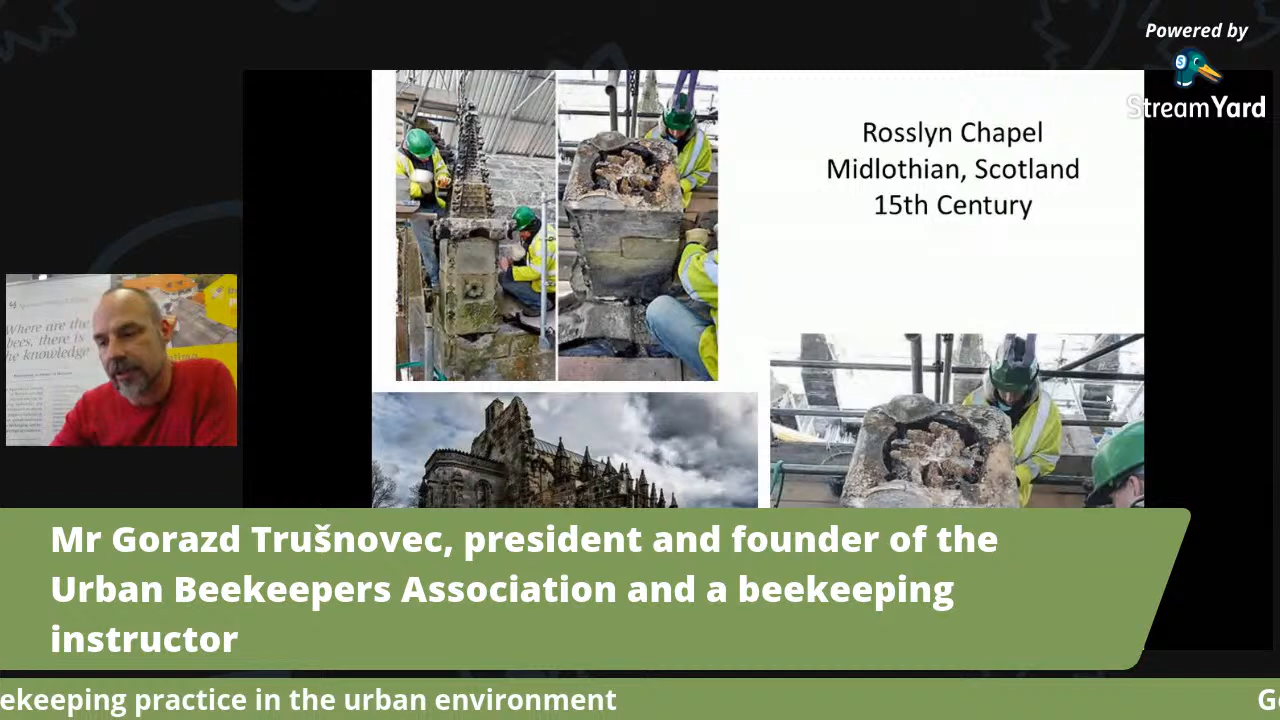 Powered by
StreamYard
Rosslyn Chapel
Midlothian, Scotland
15th Century
Where are the
bees, there is
the knowledge
Mr Gorazd Trušnovec, president and founder of the
Urban Beekeepers Association and a beekeeping
instructor
ekeeping practice in the urban environment
Go